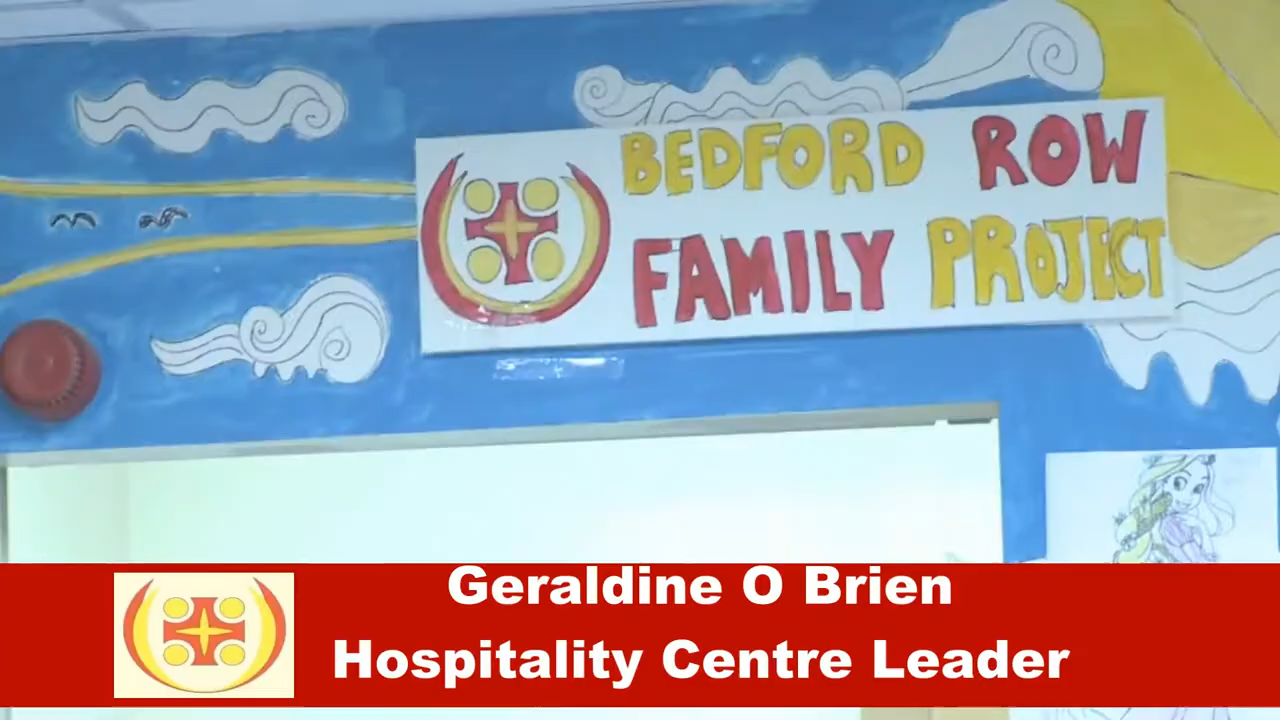 BEDFORD ROW
FAMILY PROJECT
Geraldine O Brien
Hospitality Centre Leader